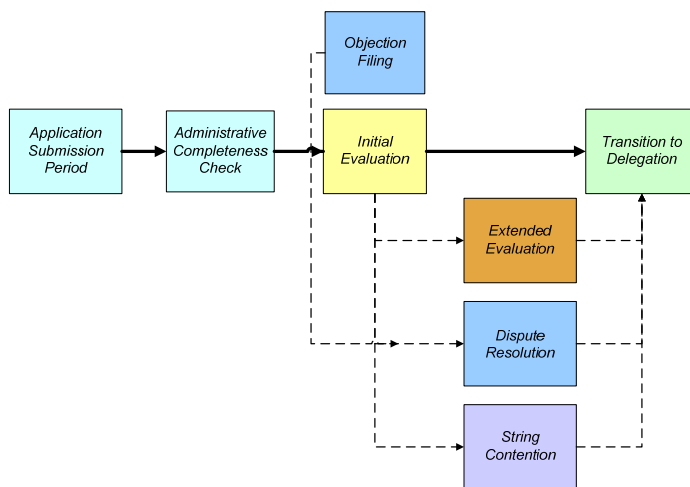 Objection
Filing
Application
Submission
Period
Administrative
Completeness
Check
Initial
Evaluation
Transition to
Delegation
Extended
Evaluation
Dispute
Resolution
String
Contention